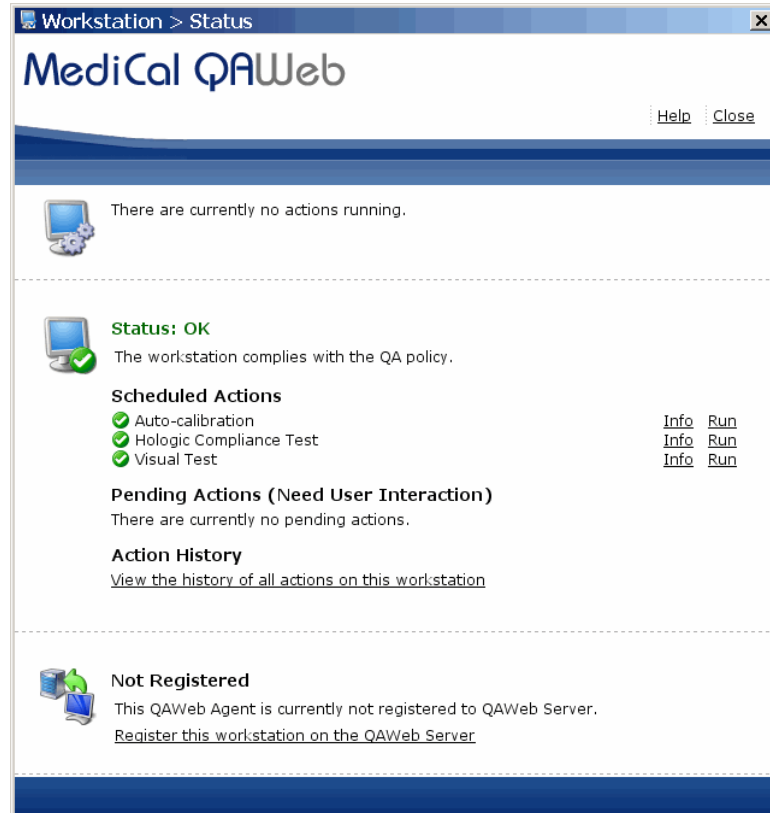 Workstation > Status
MediCal QAWeb
Help Close
There are currently no actions running.
Status: OK
The workstation complies with the QA policy.
Scheduled Actions
Auto-calibration Info Run
Hologic Compliance Test Info Run
Visual Test Info Run
Pending Actions (Need User Interaction)
There are currently no pending actions.
Action History
View the history of all actions on this workstation
Not Registered
This QAWeb Agent is currently not registered to QAWeb Server.
Register this workstation on the QAWeb Server